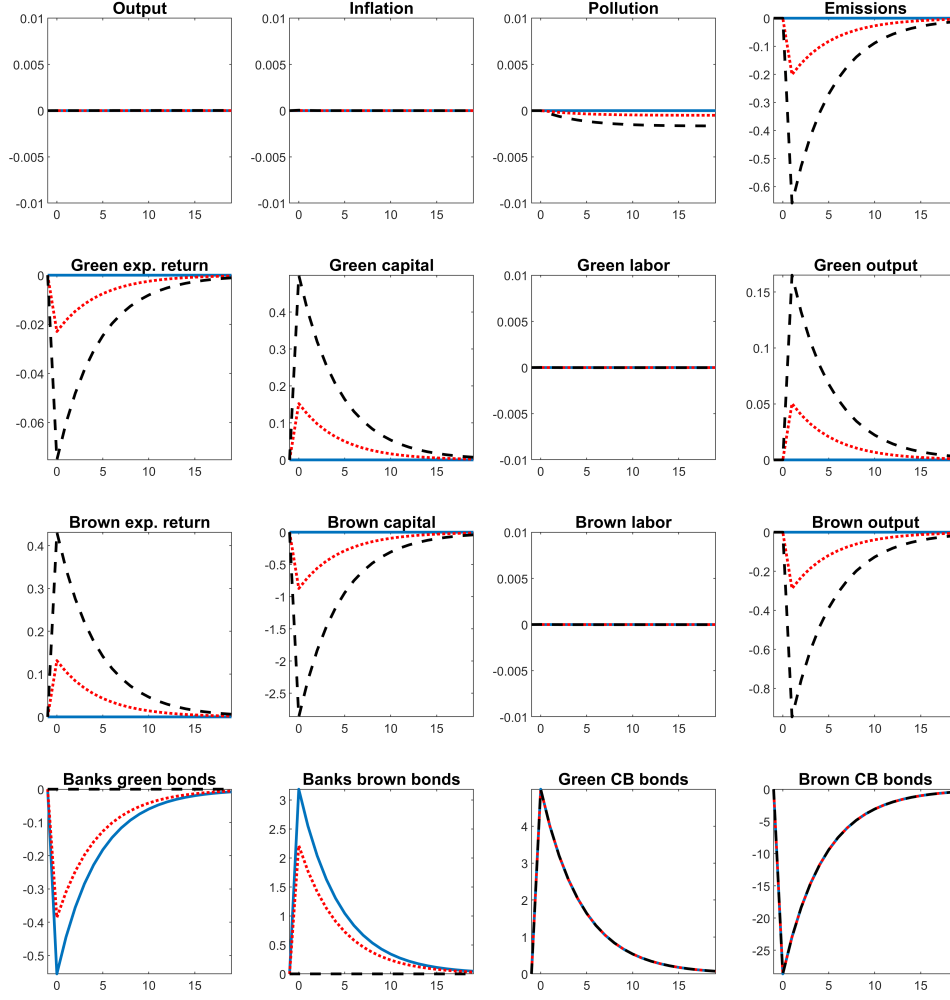 Output
0.01
0.005
0
-0.005
-0.01
0 5 10 15
Inflation
0.01
0.005
0
-0.005
-0.01
0 5 10 15
Pollution
0.01
0.005
0
-0.005
-0.01
0 5 10 15
Emissions
0
-0.1
-0.2
-0.3
-0.4
-0.5
-0.6
0 5 10 15
Green exp. return
0
-0.02
-0.04
-0.06
0 5 10 15
Green capital
0.4
0.3
0.2
0.1
0
0 5 10 15
Green labor
0.01
0.005
0
-0.005
-0.01
0 5 10 15
Green output
0.15
0.1
0.05
0
0 5 10 15
Brown exp. return
0.4
0.3
0.2
0.1
0
0 5 10 15
Brown capital
0
-0.5
-1
-1.5
-2
-2.5
0 5 10 15
Brown labor
0.01
0.005
0
-0.005
-0.01
0 5 10 15
Brown output
0
-0.2
-0.4
-0.6
-0.8
0 5 10 15
Banks green bonds
0
-0.1
-0.2
-0.3
-0.4
-0.5
0 5 10 15
Banks brown bonds
3
2.5
2
1.5
1
0.5
0
0 5 10 15
Green CB bonds
4
3
2
1
0
0 5 10 15
Brown CB bonds
0
-5
-10
-15
-20
-25
0 5 10 15